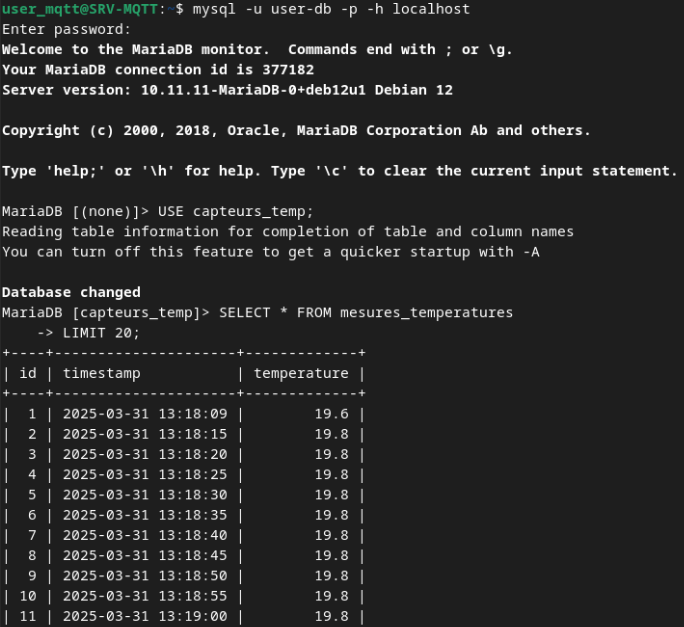 user_mqtt@SRV-MQTT:~$ mysql -u user-db -p -h localhost
Enter password:
Welcome to the MariaDB monitor.  Commands end with ; or \g.
Your MariaDB connection id is 377182
Server version: 10.11.11-MariaDB-0+deb12u1 Debian 12

Copyright (c) 2000, 2018, Oracle, MariaDB Corporation Ab and others.

Type 'help;' or '\h' for help. Type '\c' to clear the current input statement.

MariaDB [(none)]> USE capteurs_temp;
Reading table information for completion of table and column names
You can turn off this feature to get a quicker startup with -A

Database changed
MariaDB [capteurs_temp]> SELECT * FROM mesures_temperatures
    -> LIMIT 20;
+----+---------------------+-------------+
| id | timestamp           | temperature |
+----+---------------------+-------------+
|  1 | 2025-03-31 13:18:09 |        19.6 |
|  2 | 2025-03-31 13:18:15 |        19.8 |
|  3 | 2025-03-31 13:18:20 |        19.8 |
|  4 | 2025-03-31 13:18:25 |        19.8 |
|  5 | 2025-03-31 13:18:30 |        19.8 |
|  6 | 2025-03-31 13:18:35 |        19.8 |
|  7 | 2025-03-31 13:18:40 |        19.8 |
|  8 | 2025-03-31 13:18:45 |        19.8 |
|  9 | 2025-03-31 13:18:50 |        19.8 |
| 10 | 2025-03-31 13:18:55 |        19.8 |
| 11 | 2025-03-31 13:19:00 |        19.8 |